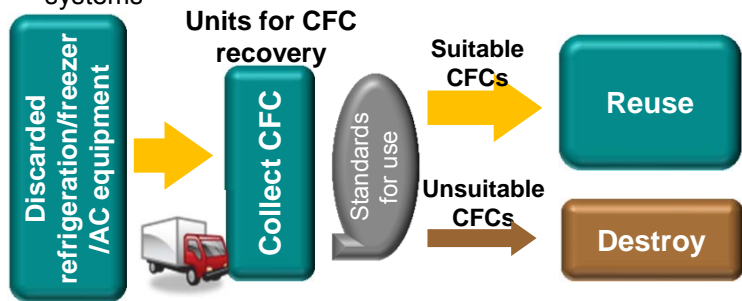 systems
Discarded
refrigeration/freezer
/AC equipment
Units for CFC
recovery
Collect CFC
Standards
for use
Suitable
CFCs
Reuse
Unsuitable
CFCs
Destroy